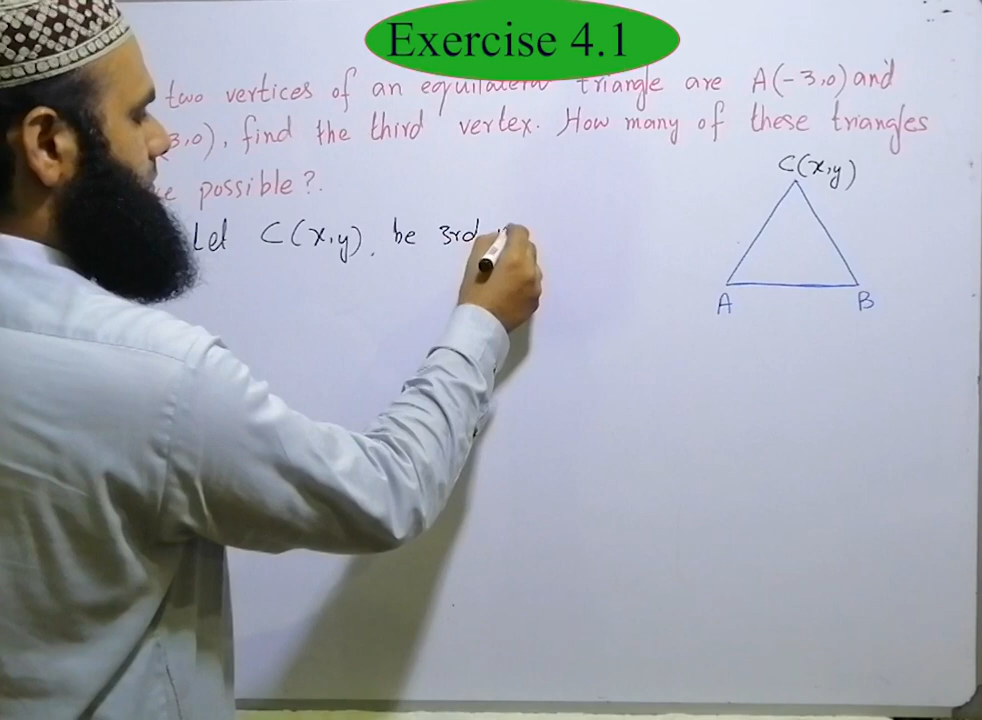 Exercise 4.1
two vertices of an equilateral triangle are A(-3,0) and
3,0), find the third vertex. How many of these triangles
possible?.
Let C(x,y). be 3rd
C(x,y)
A B